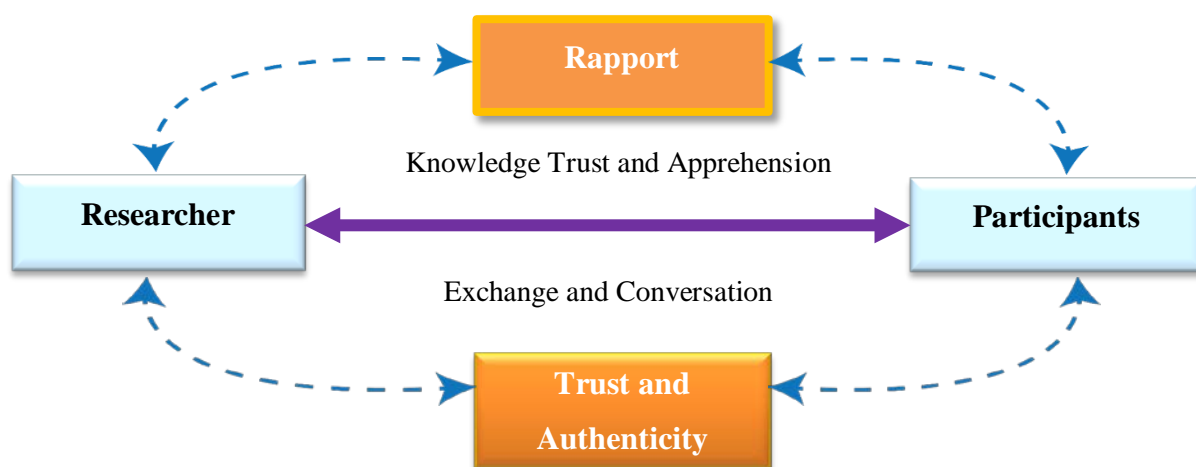 Rapport
Knowledge Trust and Apprehension
Researcher
Participants
Exchange and Conversation
Trust and
Authenticity